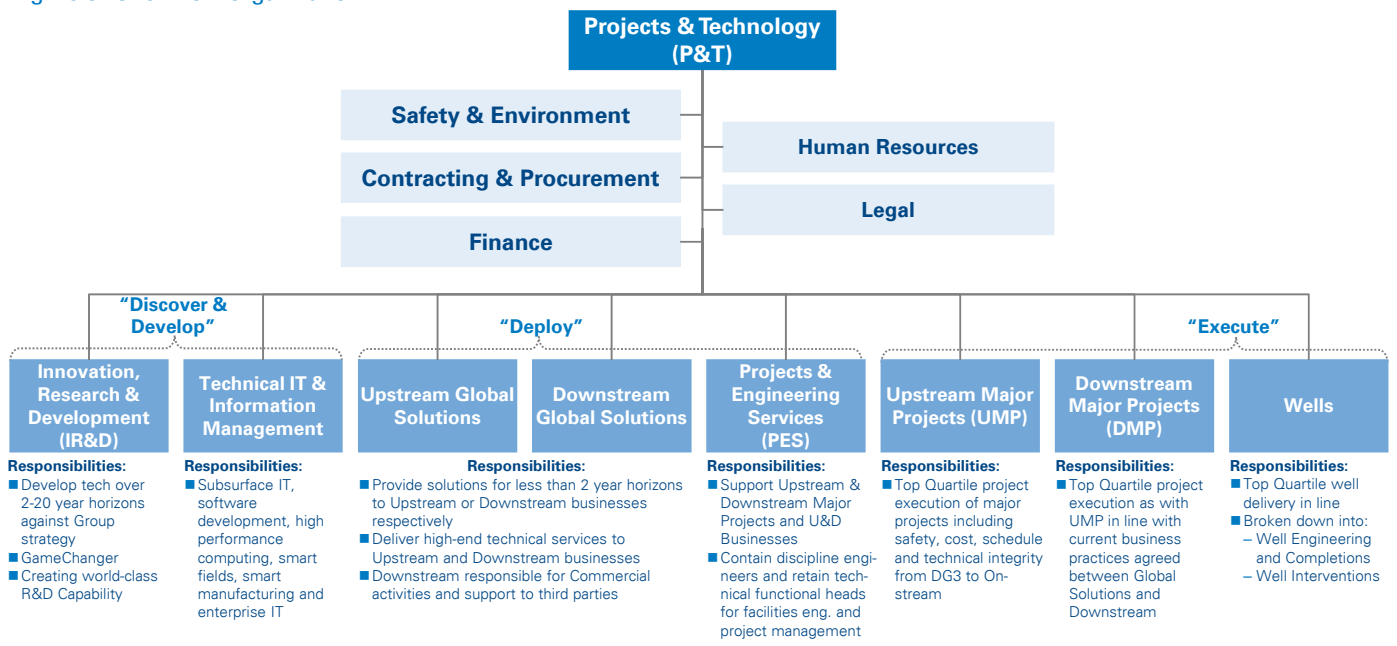 Projects & Technology
(P&T)
Safety & Environment
Human Resources
Contracting & Procurement
Legal
Finance
“Discover &
Develop”
“Deploy”
“Execute”
Innovation,
Research &
Development
(IR&D)
Technical IT &
Information
Management
Upstream Global
Solutions
Downstream
Global Solutions
Projects &
Engineering
Services
(PES)
Upstream Major
Projects (UMP)
Downstream
Major Projects
(DMP)
Wells
Responsibilities:
■ Develop tech over
2-20 year horizons
against Group
strategy
■ GameChanger
■ Creating world-class
R&D Capability
Responsibilities:
■ Subsurface IT,
software
development, high
performance
computing, smart
fields, smart
manufacturing and
enterprise IT
Responsibilities:
■ Provide solutions for less than 2 year horizons
to Upstream or Downstream businesses
respectively
■ Deliver high-end technical services to
Upstream and Downstream businesses
■ Downstream responsible for Commercial
activities and support to third parties
Responsibilities:
■ Support Upstream &
Downstream Major
Projects and U&D
Businesses
■ Contain discipline engi-
neers and retain tech-
nical functional heads
for facilities eng. and
project management
Responsibilities:
■ Top Quartile project
execution of major
projects including
safety, cost, schedule
and technical integrity
from DG3 to On-
stream
Responsibilities:
■ Top Quartile project
execution as with
UMP in line with
current business
practices agreed
between Global
Solutions and
Downstream
Responsibilities:
■ Top Quartile well
delivery in line
■ Broken down into:
– Well Engineering
and Completions
– Well Interventions